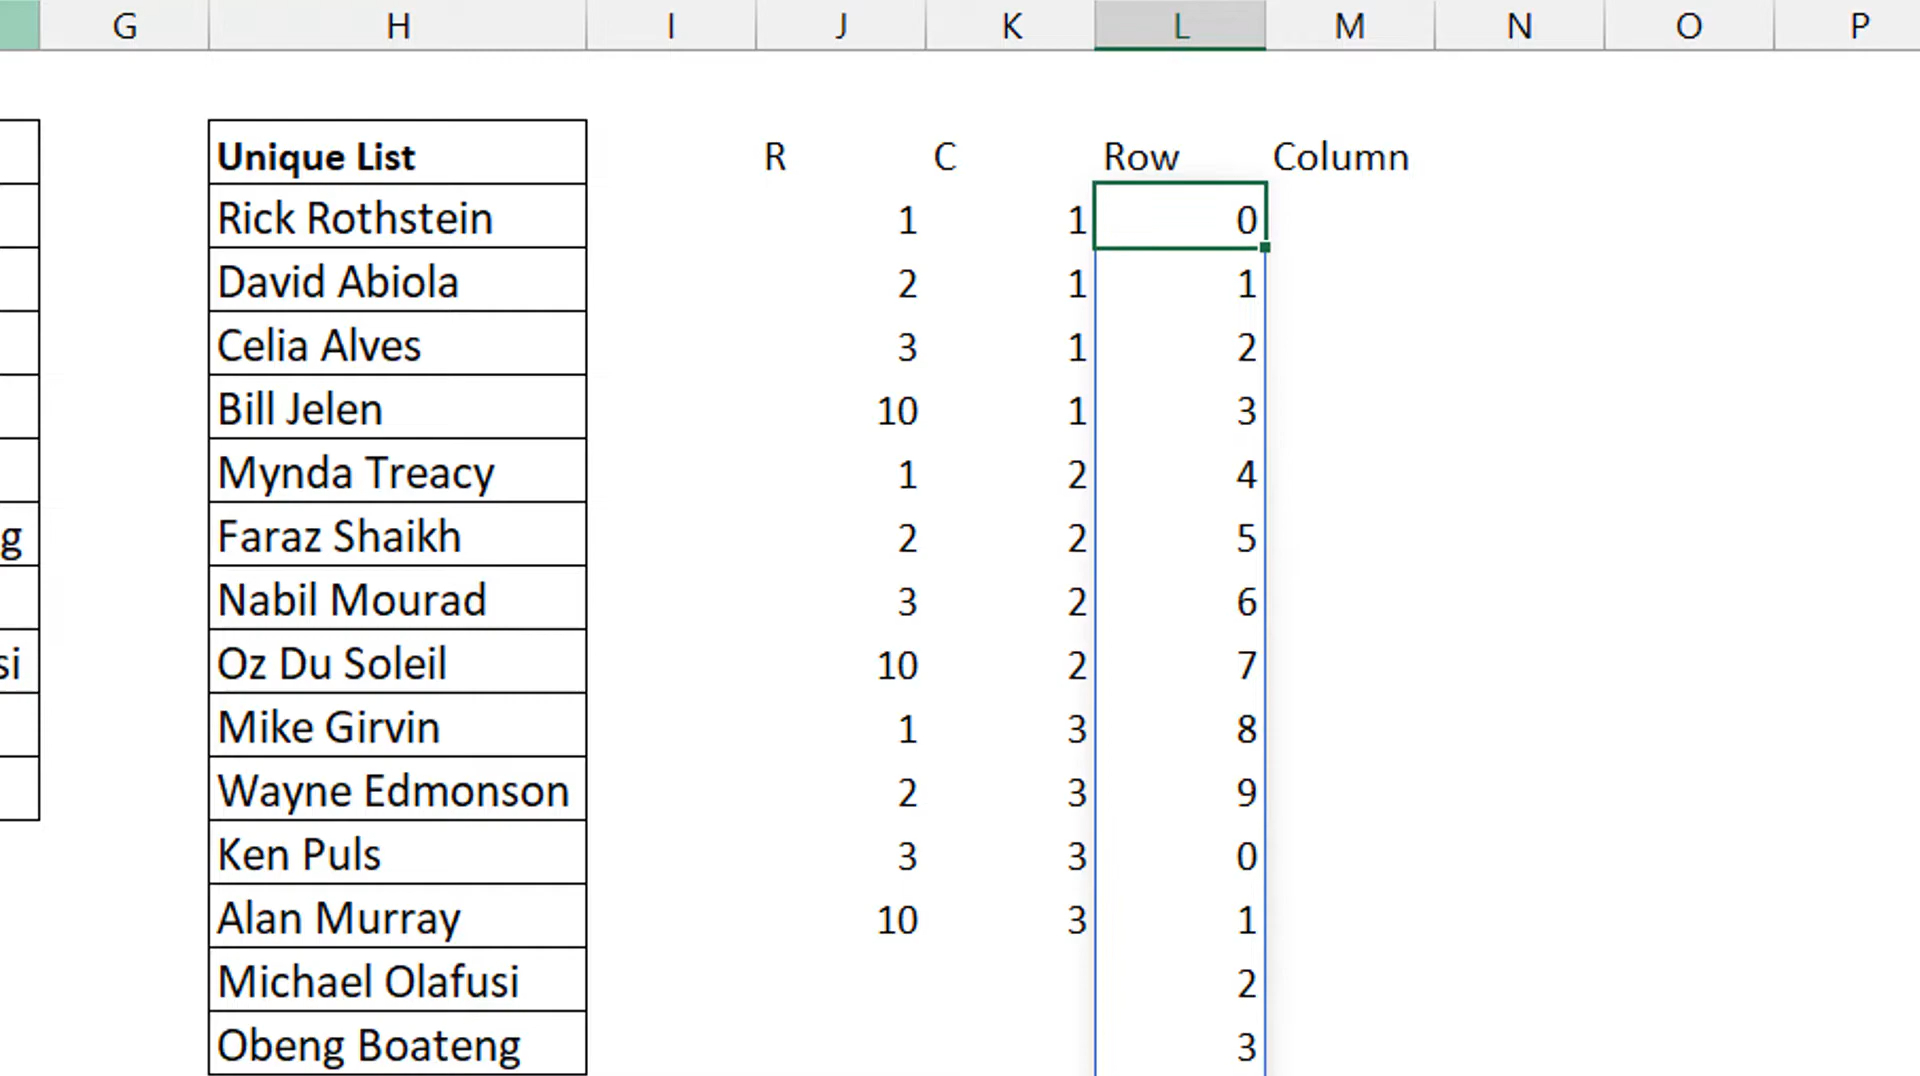 G H I J K L M N O P
Unique List R C Row Column
Rick Rothstein 1 1 0
David Abiola 2 1 1
Celia Alves 3 1 2
Bill Jelen 10 1 3
Mynda Treacy 1 2 4
g Faraz Shaikh 2 2 5
Nabil Mourad 3 2 6
si Oz Du Soleil 10 2 7
Mike Girvin 1 3 8
Wayne Edmonson 2 3 9
Ken Puls 3 3 0
Alan Murray 10 3 1
Michael Olafusi 2
Obeng Boateng 3